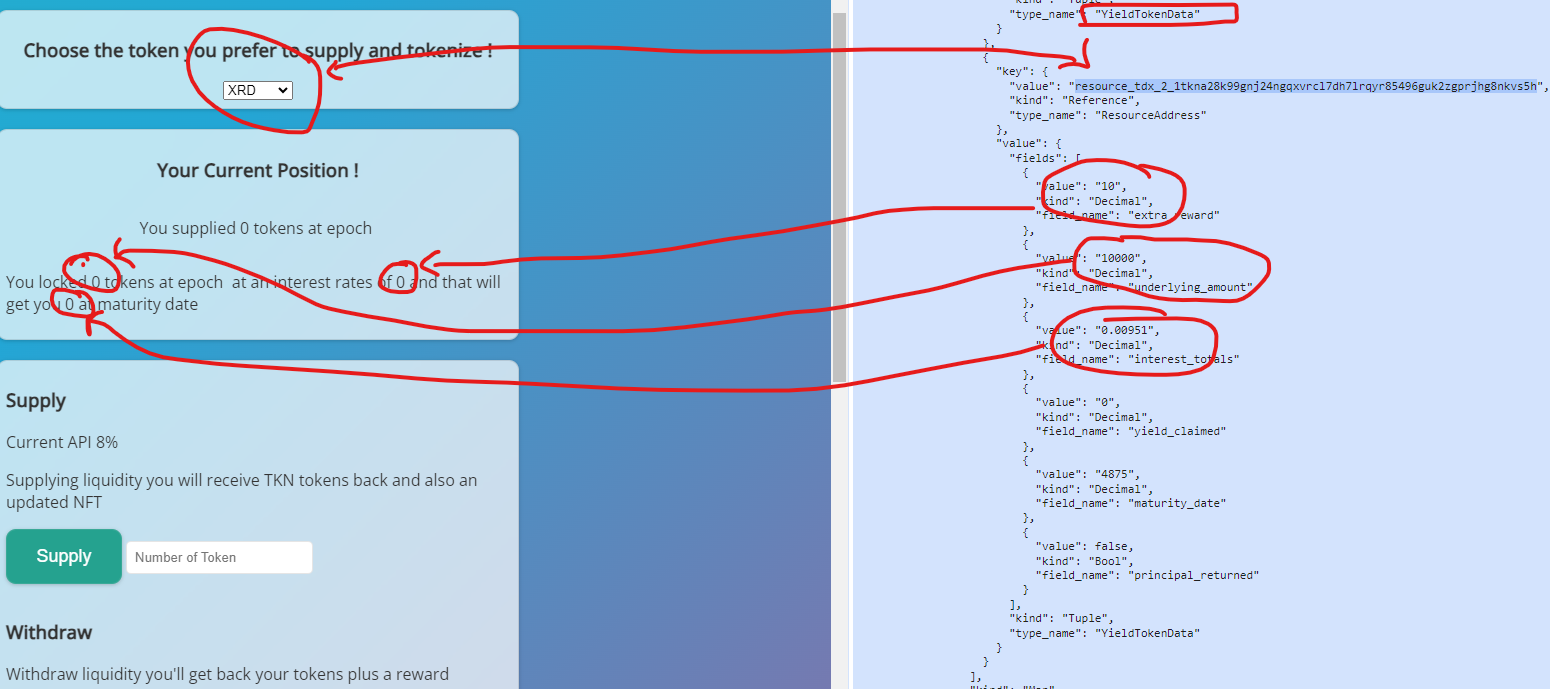 Choose the token you prefer to supply and tokenize !
XRD
Your Current Position !
You supplied 0 tokens at epoch
You locked 0 tokens at epoch at an interest rates of 0 and that will
get you 0 at maturity date
Supply
Current API 8%
Supplying liquidity you will receive TKN tokens back and also an
updated NFT
Supply
Number of Token
Withdraw
Withdraw liquidity you'll get back your tokens plus a reward
"type_name": "YieldTokenData"
}
},
{
"key": {
"value": "resource_tdx_2_1tkna28k99gnj24ngqxvrcl7dh7lrqyr85496guk2zgprjhg8nkvs5h",
"kind": "Reference",
"type_name": "ResourceAddress"
},
"value": {
"fields": [
{
"value": "10",
"kind": "Decimal",
"field_name": "extra_reward"
},
{
"value": "10000",
"kind": "Decimal",
"field_name": "underlying_amount"
},
{
"value": "0.00951",
"kind": "Decimal",
"field_name": "interest_totals"
},
{
"value": "0",
"kind": "Decimal",
"field_name": "yield_claimed"
},
{
"value": "4875",
"kind": "Decimal",
"field_name": "maturity_date"
},
{
"value": false,
"kind": "Bool",
"field_name": "principal_returned"
}
],
"kind": "Tuple",
"type_name": "YieldTokenData"
}
}
],